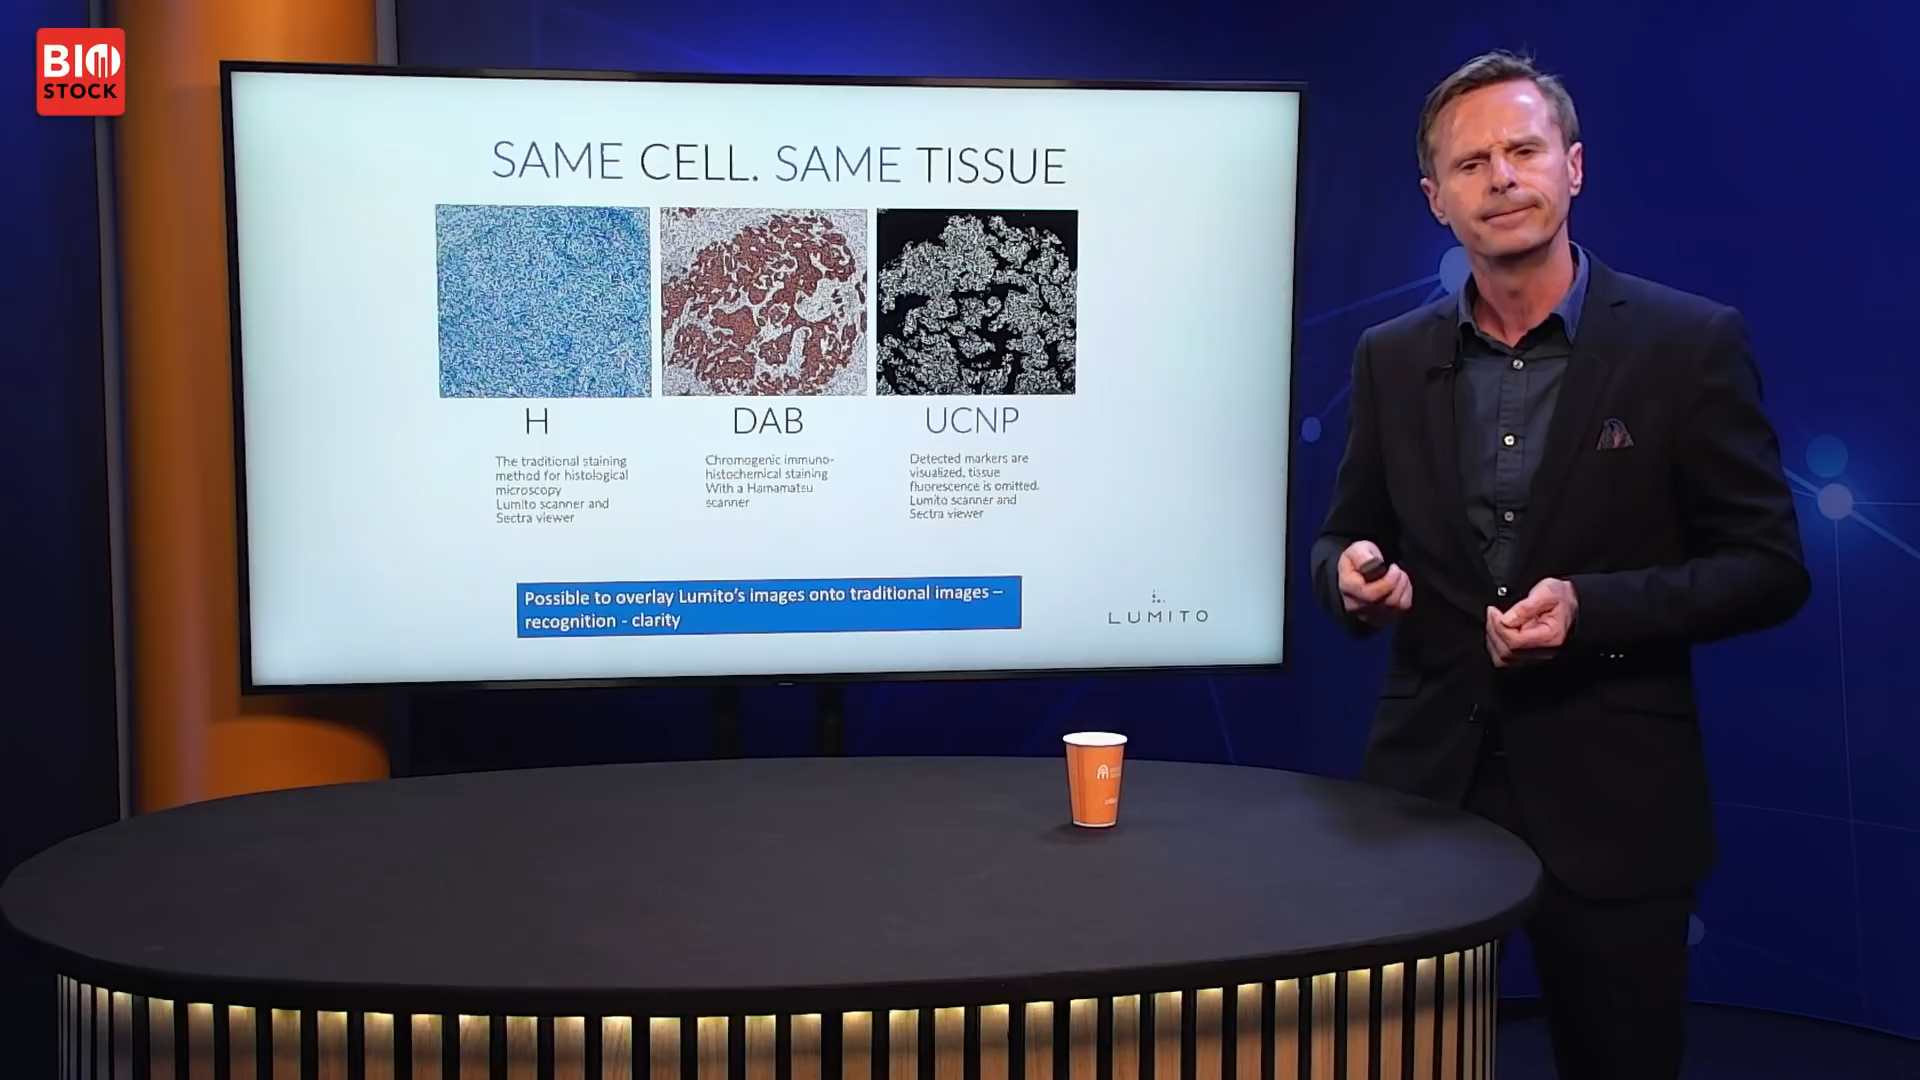 BIO
STOCK
SAME CELL. SAME TISSUE
H
The traditional staining
method for histological
microscopy
Lumito scanner and
Sectra viewer
DAB
Chromogenic immuno-
histochemical staining
With a Hamamatsu
scanner
UCNP
Detected markers are
visualized, tissue
fluorescence is omitted.
Lumito scanner and
Sectra viewer
Possible to overlay Lumito's images onto traditional images –
recognition - clarity
LUMITO